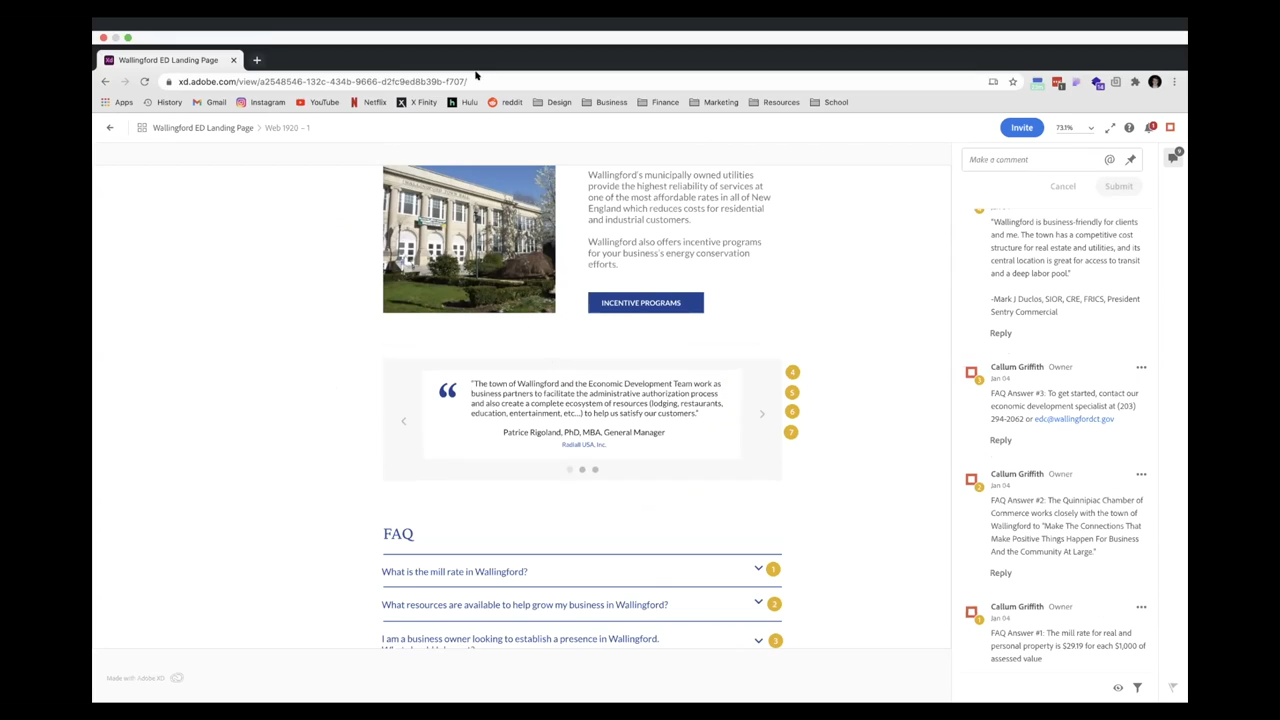 Wallingford ED Landing Page
xd.adobe.com/view/a2548546-132c-434b-9666-d2fc9ed8b39b-f707/
Apps History Gmail Instagram YouTube Netflix X Finity Hulu reddit Design Business Finance Marketing Resources School
Wallingford ED Landing Page > Web 1920 – 1
Invite
73.1%
Wallingford's municipally owned utilities
provide the highest reliability of services at
one of the most affordable rates in all of New
England which reduces costs for residential
and industrial customers.
Wallingford also offers incentive programs
for your business's energy conservation
efforts.
INCENTIVE PROGRAMS
"The town of Wallingford and the Economic Development Team work as
business partners to facilitate the administrative authorization process
and also create a complete ecosystem of resources (lodging, restaurants,
education, entertainment, etc...) to help us satisfy our customers."
Patrice Rigoland, PhD, MBA, General Manager
Radiall USA, Inc.
4
5
6
7
FAQ
What is the mill rate in Wallingford?
1
What resources are available to help grow my business in Wallingford?
2
I am a business owner looking to establish a presence in Wallingford.
3
Made with Adobe XD
Make a comment
Cancel Submit
"Wallingford is business-friendly for clients
and me. The town has a competitive cost
structure for real estate and utilities, and its
central location is great for access to transit
and a deep labor pool."
-Mark J Duclos, SIOR, CRE, FRICS, President
Sentry Commercial
Reply
Callum Griffith Owner
3
Jan 04
FAQ Answer #3: To get started, contact our
economic development specialist at (203)
294-2062 or edc@wallingfordct.gov
Reply
Callum Griffith Owner
2
Jan 04
FAQ Answer #2: The Quinnipiac Chamber of
Commerce works closely with the town of
Wallingford to "Make The Connections That
Make Positive Things Happen For Business
And the Community At Large."
Reply
Callum Griffith Owner
1
Jan 04
FAQ Answer #1: The mill rate for real and
personal property is $29.19 for each $1,000 of
assessed value